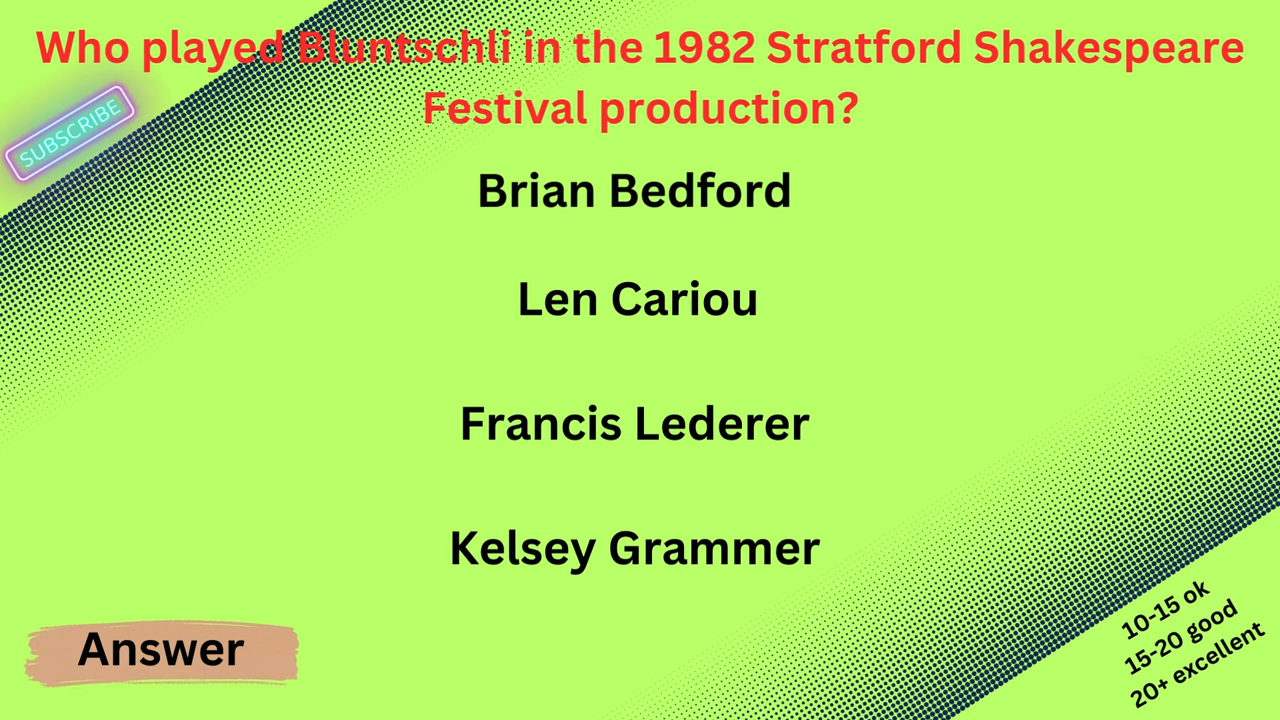 Who played Bluntschli in the 1982 Stratford Shakespeare
Festival production?
SUBSCRIBE
Brian Bedford
Len Cariou
Francis Lederer
Kelsey Grammer
Answer
10-15 ok
15-20 good
20+ excellent